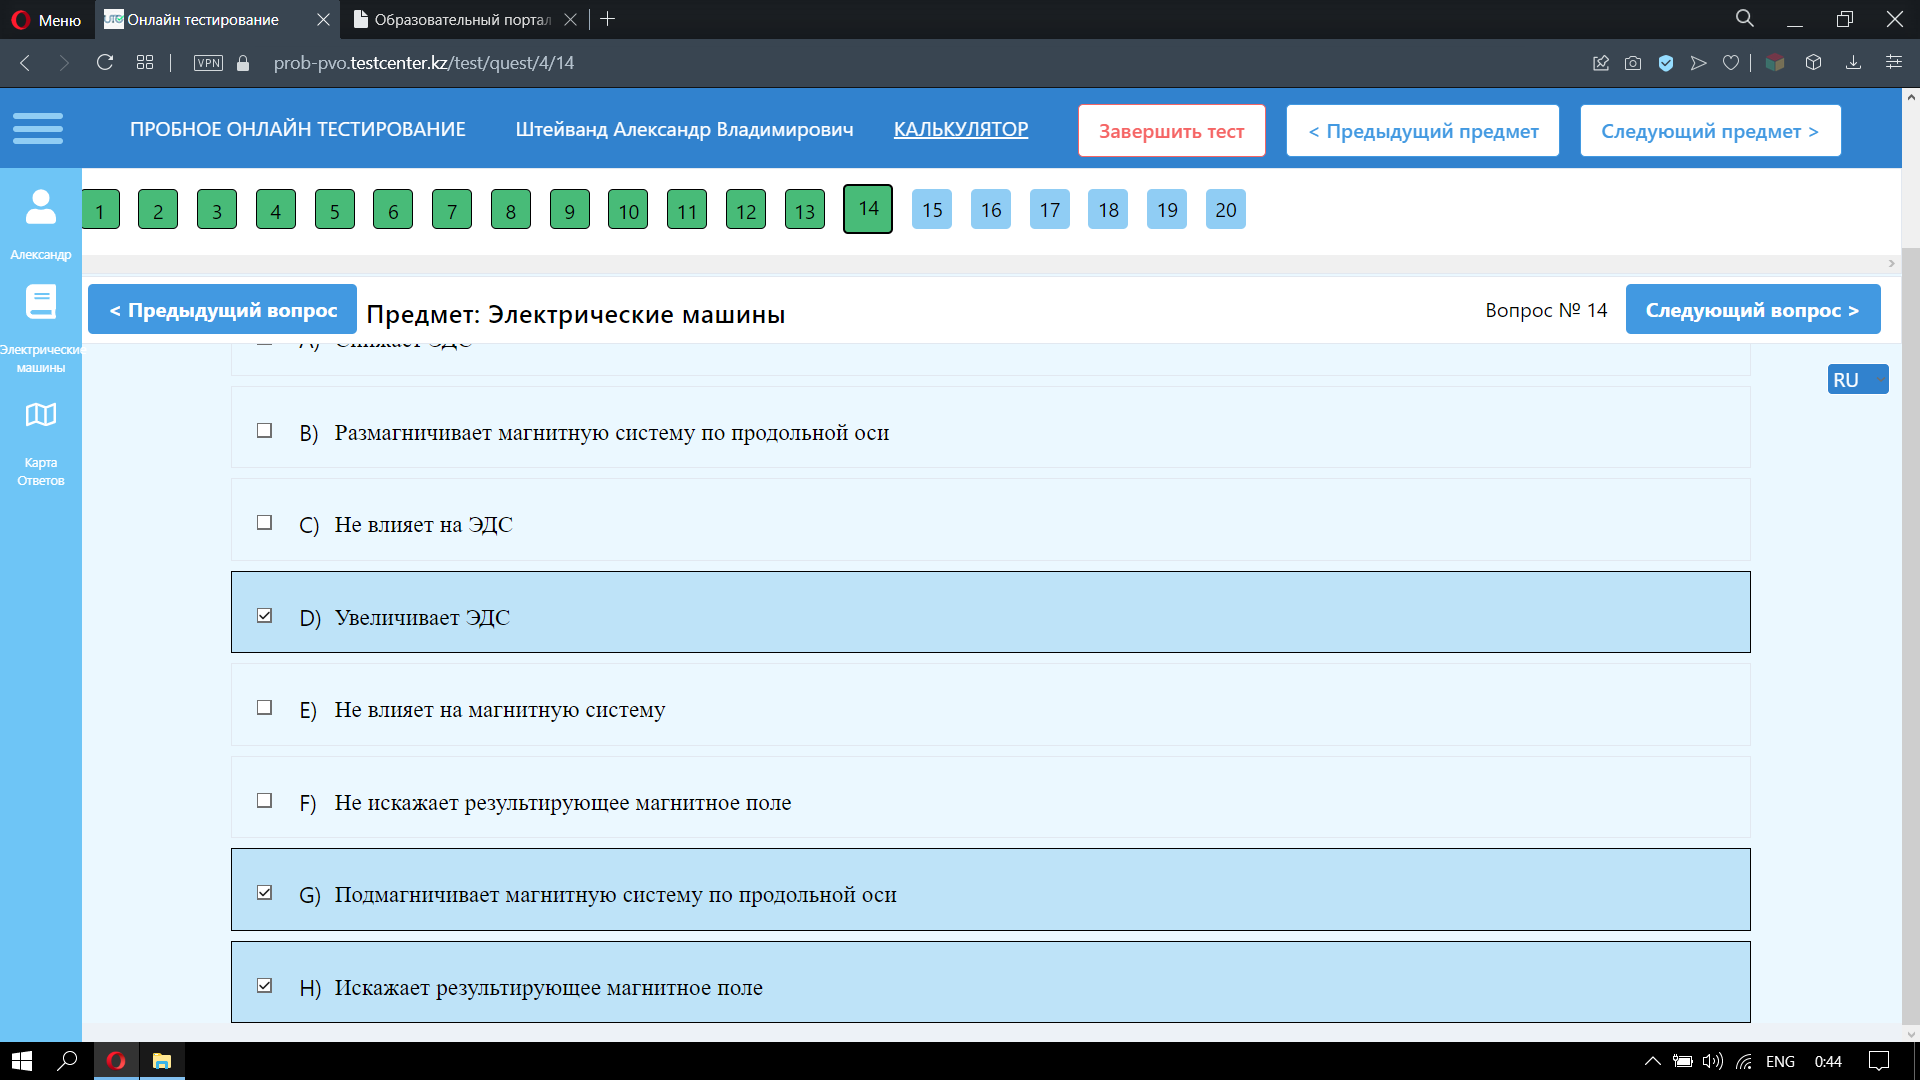 Меню
Онлайн тестирование
Образовательный портал
VPN
prob-pvo.testcenter.kz/test/quest/4/14
ПРОБНОЕ ОНЛАЙН ТЕСТИРОВАНИЕ
Штейванд Александр Владимирович
КАЛЬКУЛЯТОР
Завершить тест
< Предыдущий предмет
Следующий предмет >
1 2 3 4 5 6 7 8 9 10 11 12 13 14 15 16 17 18 19 20
Александр
Электрические
машины
Карта
Ответов
< Предыдущий вопрос
Предмет: Электрические машины
Вопрос № 14
Следующий вопрос >
RU
A) Снижает ЭДС
B) Размагничивает магнитную систему по продольной оси
C) Не влияет на ЭДС
D) Увеличивает ЭДС
E) Не влияет на магнитную систему
F) Не искажает результирующее магнитное поле
G) Подмагничивает магнитную систему по продольной оси
H) Искажает результирующее магнитное поле
ENG
0:44